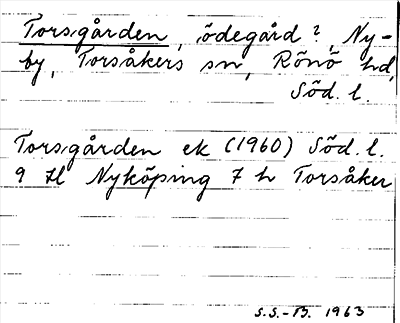 Torsgården, ödegård?, Ny-
by, Torsåkers sn, Rönö hd,
Söd. l.
Torsgården ek (1960) Söd. l.
9 Hl Nyköping 7 h Torsåker
S.S.-B. 1963